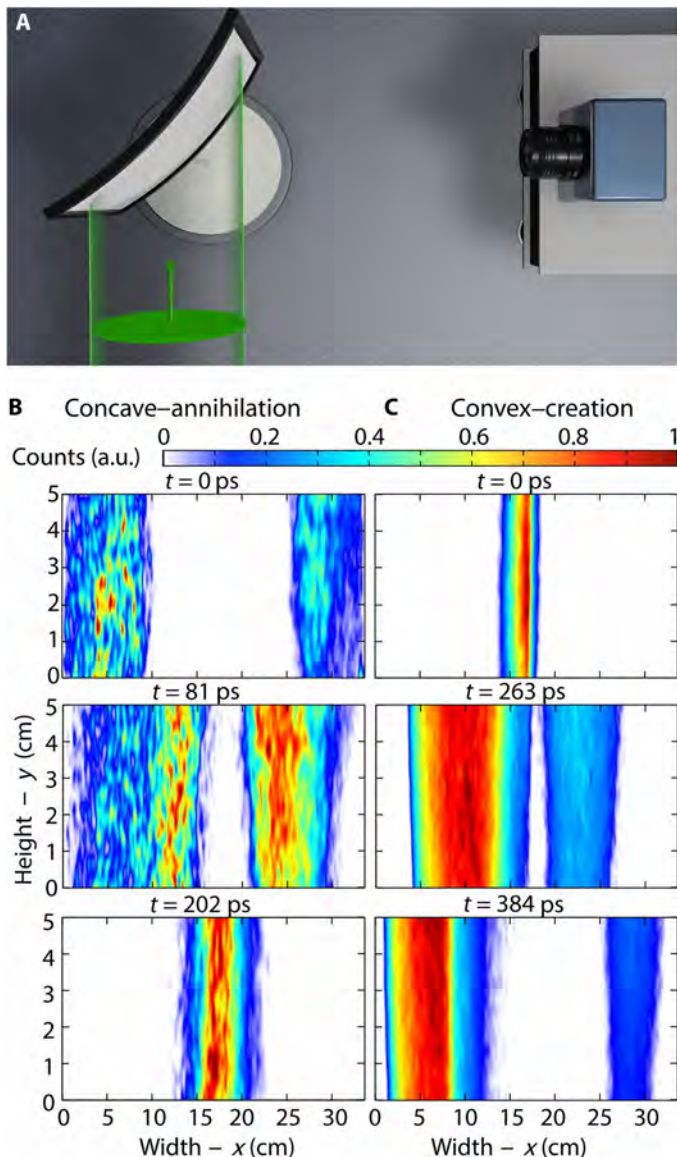 A
B Concave–annihilation C Convex–creation
0 0.2 0.4 0.6 0.8 1
Counts (a.u.)
t = 0 ps t = 0 ps
5
4
3
2
1
0
t = 81 ps t = 263 ps
5
4
3
2
1
0
Height – y (cm)
t = 202 ps t = 384 ps
5
4
3
2
1
0
0 5 10 15 20 25 30 0 5 10 15 20 25 30
Width – x (cm) Width – x (cm)